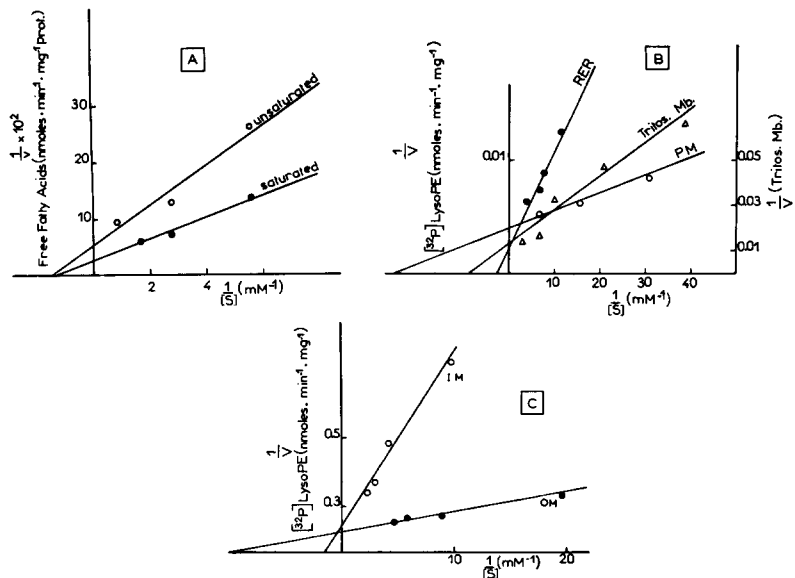 A
1/v × 10²
Free Fatty Acids (nmoles·min⁻¹·mg⁻¹prot.)
30
20
10
unsaturated
saturated
2
4
1/[S] (mM⁻¹)
B
1/V
[³²P] LysoPE (nmoles. min⁻¹. mg⁻¹)
0.01
RER
Trilos. Mb.
PM
0.05
0.03
0.01
1/V (Trilos. Mb.)
10
20
30
40
1/[S] (mM⁻¹)
C
1/V
[³²P] LysoPE (nmoles. min⁻¹. mg⁻¹)
0.5
0.3
IM
OM
10
20
1/[S] (mM⁻¹)